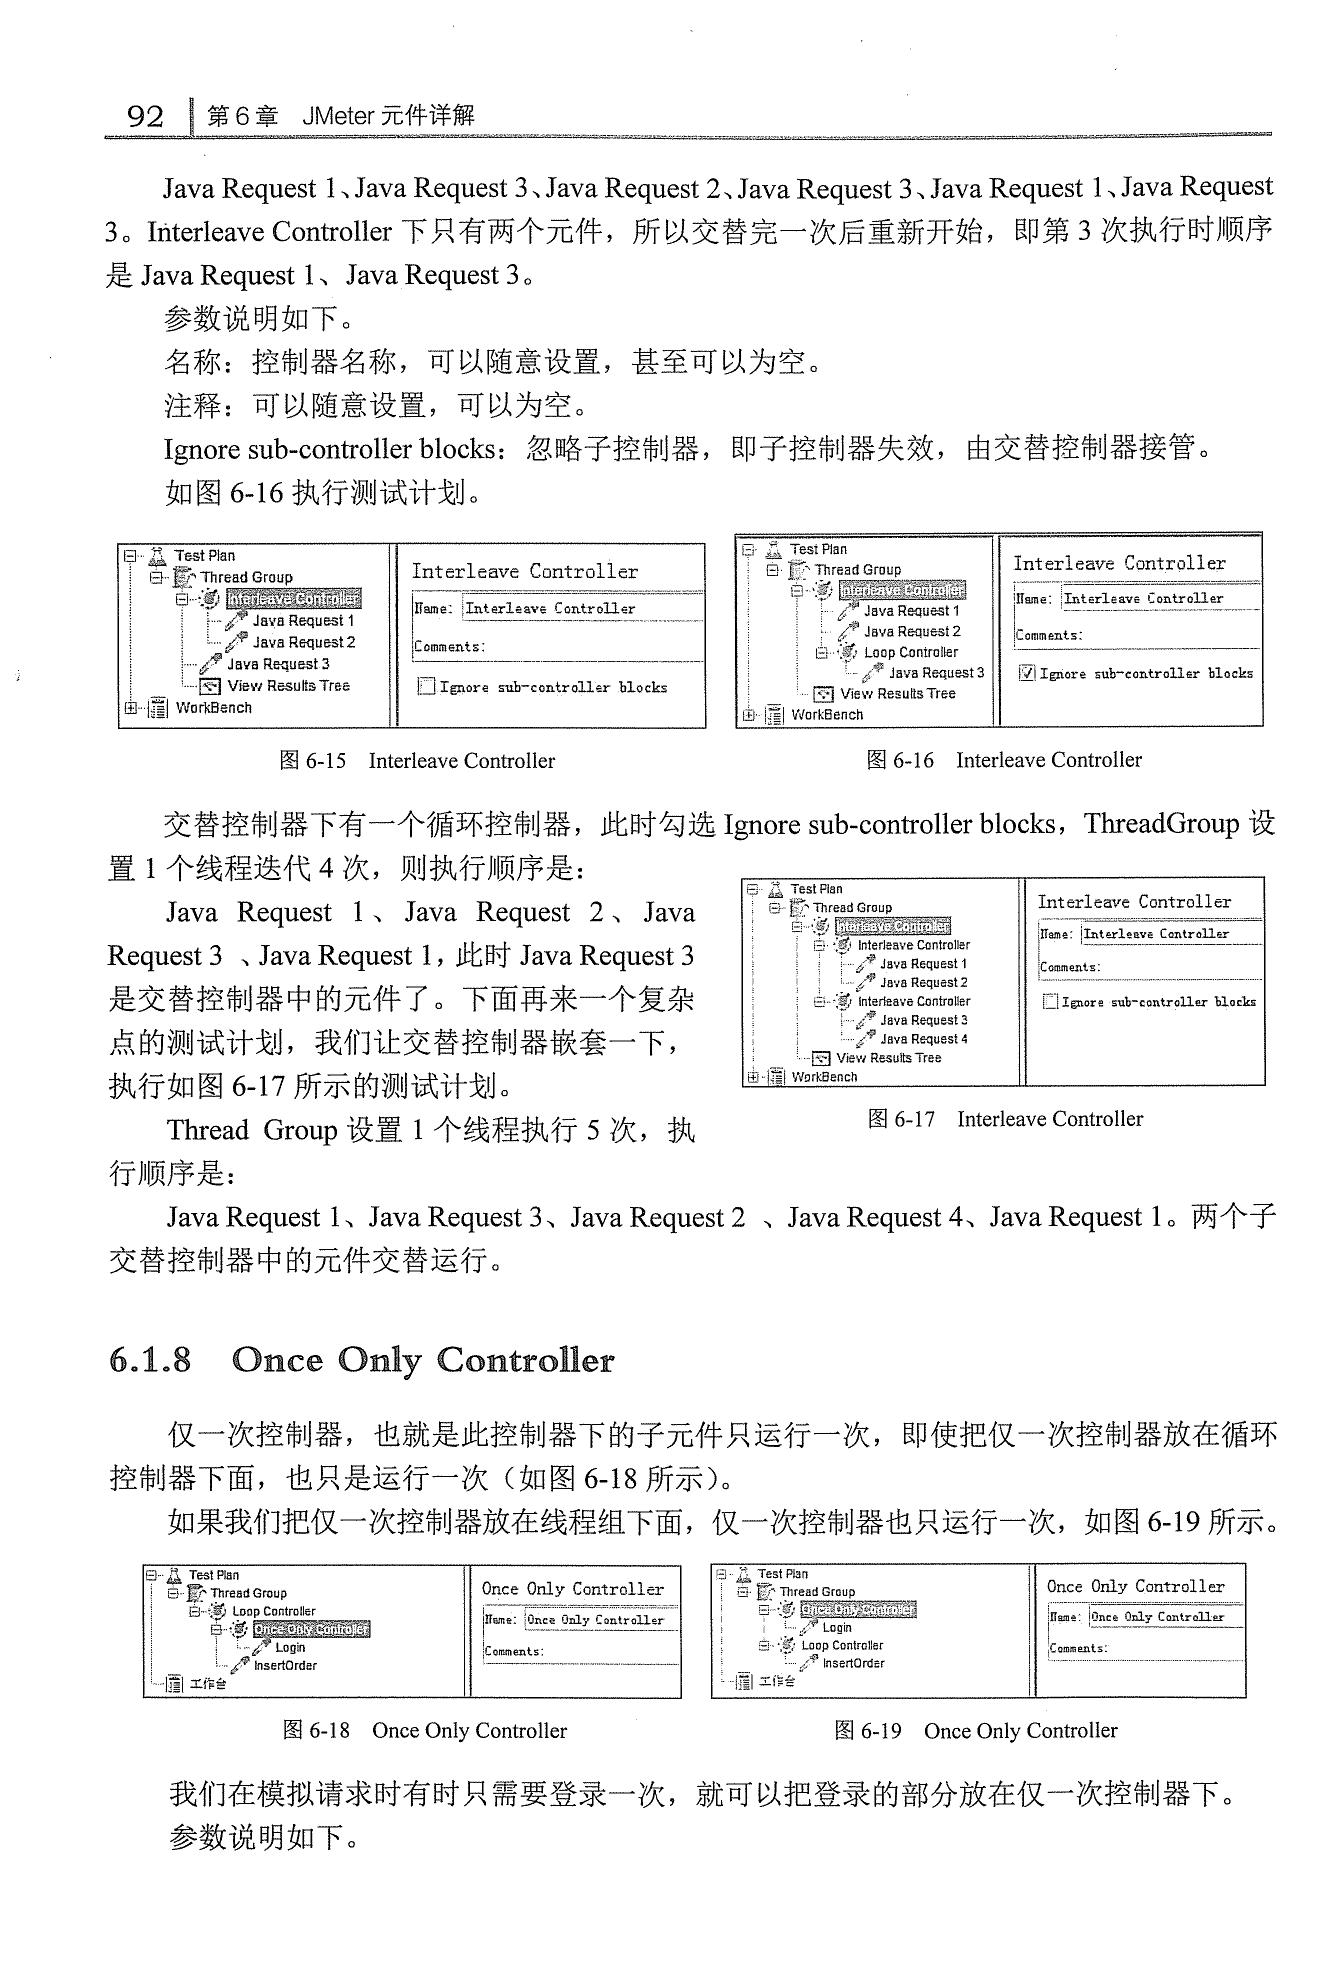 92 第6章 JMeter 元件详解
Java Request 1、Java Request 3、Java Request 2、Java Request 3、Java Request 1、Java Request
3。Interleave Controller 下只有两个元件，所以交替完一次后重新开始，即第 3 次执行时顺序
是 Java Request 1、Java Request 3。
参数说明如下。
名称：控制器名称，可以随意设置，甚至可以为空。
注释：可以随意设置，可以为空。
Ignore sub-controller blocks：忽略子控制器，即子控制器失效，由交替控制器接管。
如图 6-16 执行测试计划。
Test Plan
Thread Group
Interleave Controller
Java Request 1
Java Request 2
Java Request 3
View Results Tree
WorkBench
Interleave Controller
Name: Interleave Controller
Comments:
Ignore sub-controller blocks
图 6-15 Interleave Controller
Test Plan
Thread Group
Interleave Controller
Java Request 1
Java Request 2
Loop Controller
Java Request 3
View Results Tree
WorkBench
Interleave Controller
Name: Interleave Controller
Comments:
Ignore sub-controller blocks
图 6-16 Interleave Controller
交替控制器下有一个循环控制器，此时勾选 Ignore sub-controller blocks，ThreadGroup 设
置 1 个线程迭代 4 次，则执行顺序是：
Java Request 1、Java Request 2、Java
Request 3 、Java Request 1，此时 Java Request 3
是交替控制器中的元件了。下面再来一个复杂
点的测试计划，我们让交替控制器嵌套一下，
执行如图 6-17 所示的测试计划。
Thread Group 设置 1 个线程执行 5 次，执
行顺序是：
Test Plan
Thread Group
Interleave Controller
Interleave Controller
Java Request 1
Java Request 2
Interleave Controller
Java Request 3
Java Request 4
View Results Tree
WorkBench
Interleave Controller
Name: Interleave Controller
Comments:
Ignore sub-controller blocks
图 6-17 Interleave Controller
Java Request 1、Java Request 3、Java Request 2 、Java Request 4、Java Request 1。两个子
交替控制器中的元件交替运行。
6.1.8 Once Only Controller
仅一次控制器，也就是此控制器下的子元件只运行一次，即使把仅一次控制器放在循环
控制器下面，也只是运行一次（如图 6-18 所示）。
如果我们把仅一次控制器放在线程组下面，仅一次控制器也只运行一次，如图 6-19 所示。
Test Plan
Thread Group
Loop Controller
Once Only Controller
Login
InsertOrder
工作台
Once Only Controller
Name: Once Only Controller
Comments:
图 6-18 Once Only Controller
Test Plan
Thread Group
Once Only Controller
Login
Loop Controller
InsertOrder
工作台
Once Only Controller
Name: Once Only Controller
Comments:
图 6-19 Once Only Controller
我们在模拟请求时有时只需要登录一次，就可以把登录的部分放在仅一次控制器下。
参数说明如下。